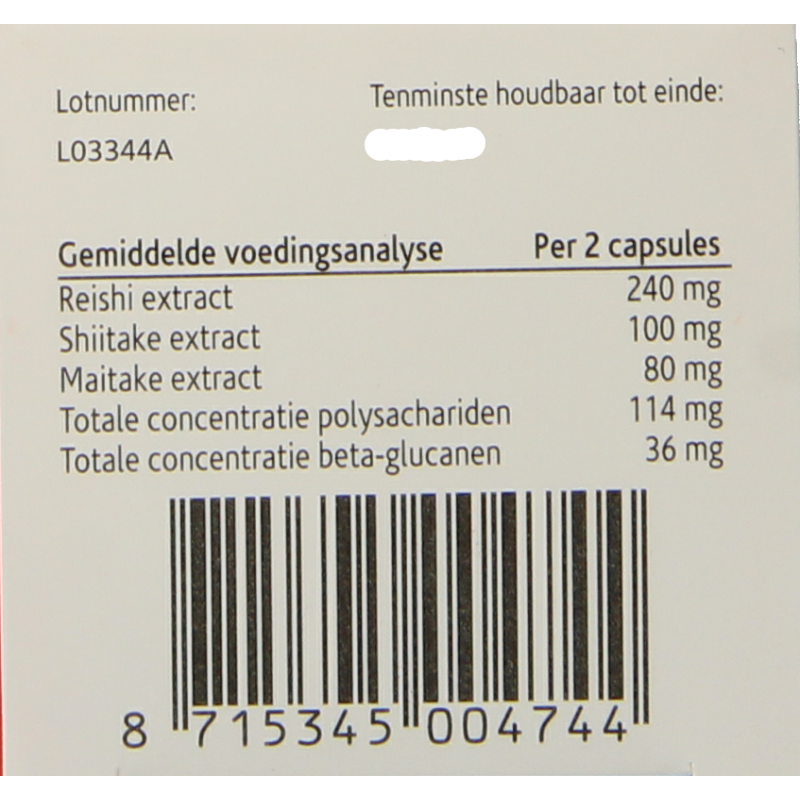 Lotnummer: Tenminste houdbaar tot einde:
L03344A
Gemiddelde voedingsanalyse Per 2 capsules
Reishi extract 240 mg
Shiitake extract 100 mg
Maitake extract 80 mg
Totale concentratie polysachariden 114 mg
Totale concentratie beta-glucanen 36 mg
8 715345 004744